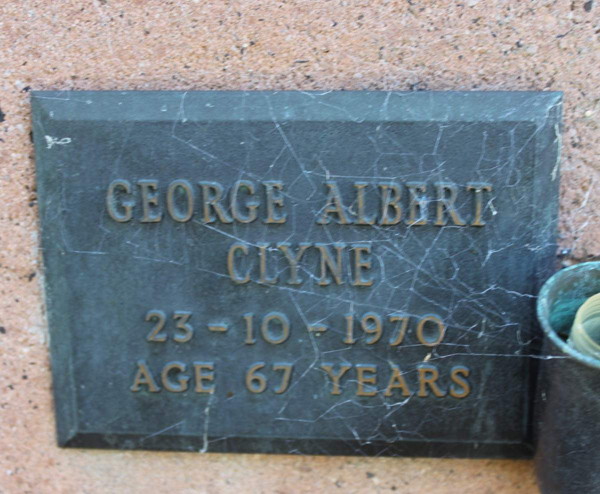 GEORGE ALBERT
CLYNE
23-10-1970
AGE 67 YEARS